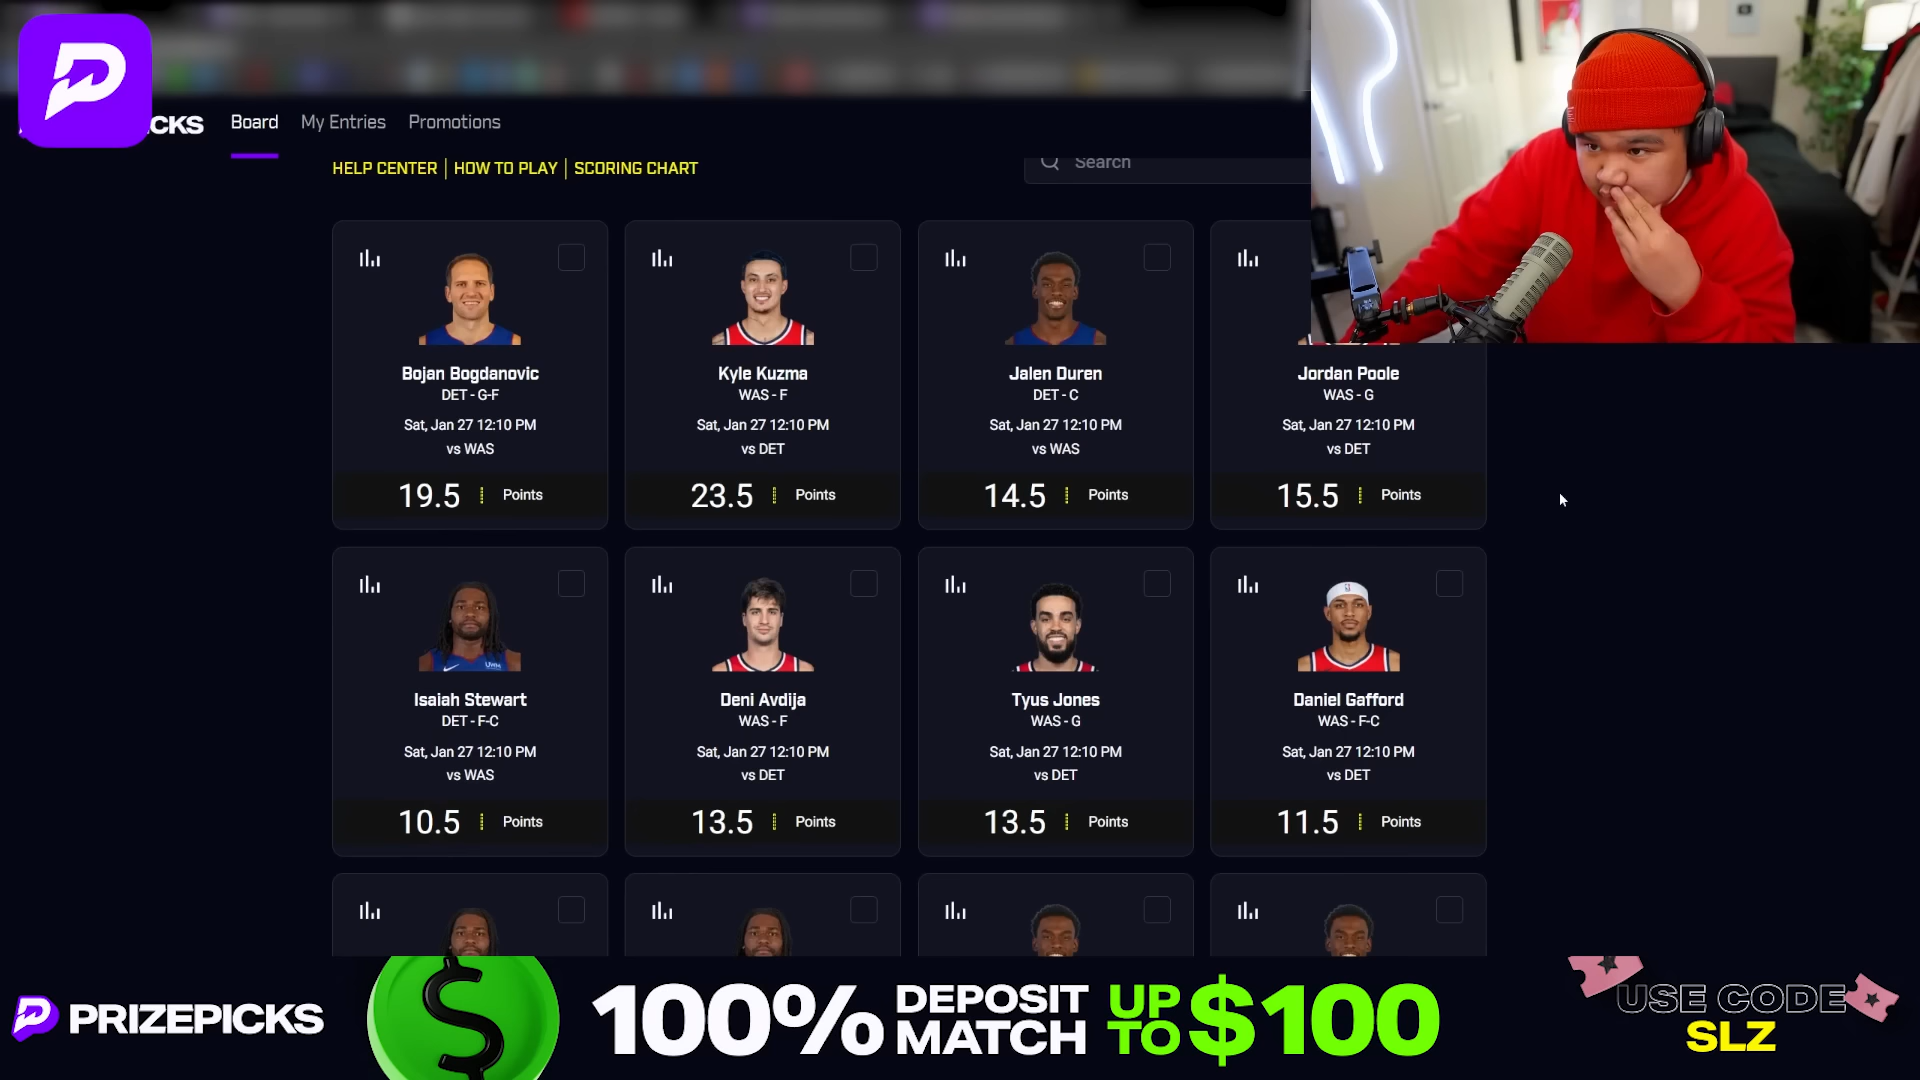 CKS
Board
My Entries
Promotions
HELP CENTER | HOW TO PLAY | SCORING CHART
Search
Bojan Bogdanovic
DET - G-F
Sat, Jan 27 12:10 PM
vs WAS
19.5 Points
Kyle Kuzma
WAS - F
Sat, Jan 27 12:10 PM
vs DET
23.5 Points
Jalen Duren
DET - C
Sat, Jan 27 12:10 PM
vs WAS
14.5 Points
Jordan Poole
WAS - G
Sat, Jan 27 12:10 PM
vs DET
15.5 Points
Isaiah Stewart
DET - F-C
Sat, Jan 27 12:10 PM
vs WAS
10.5 Points
Deni Avdija
WAS - F
Sat, Jan 27 12:10 PM
vs DET
13.5 Points
Tyus Jones
WAS - G
Sat, Jan 27 12:10 PM
vs DET
13.5 Points
Daniel Gafford
WAS - F-C
Sat, Jan 27 12:10 PM
vs DET
11.5 Points
PRIZEPICKS
100% DEPOSIT MATCH UP TO $100
USE CODE
SLZ